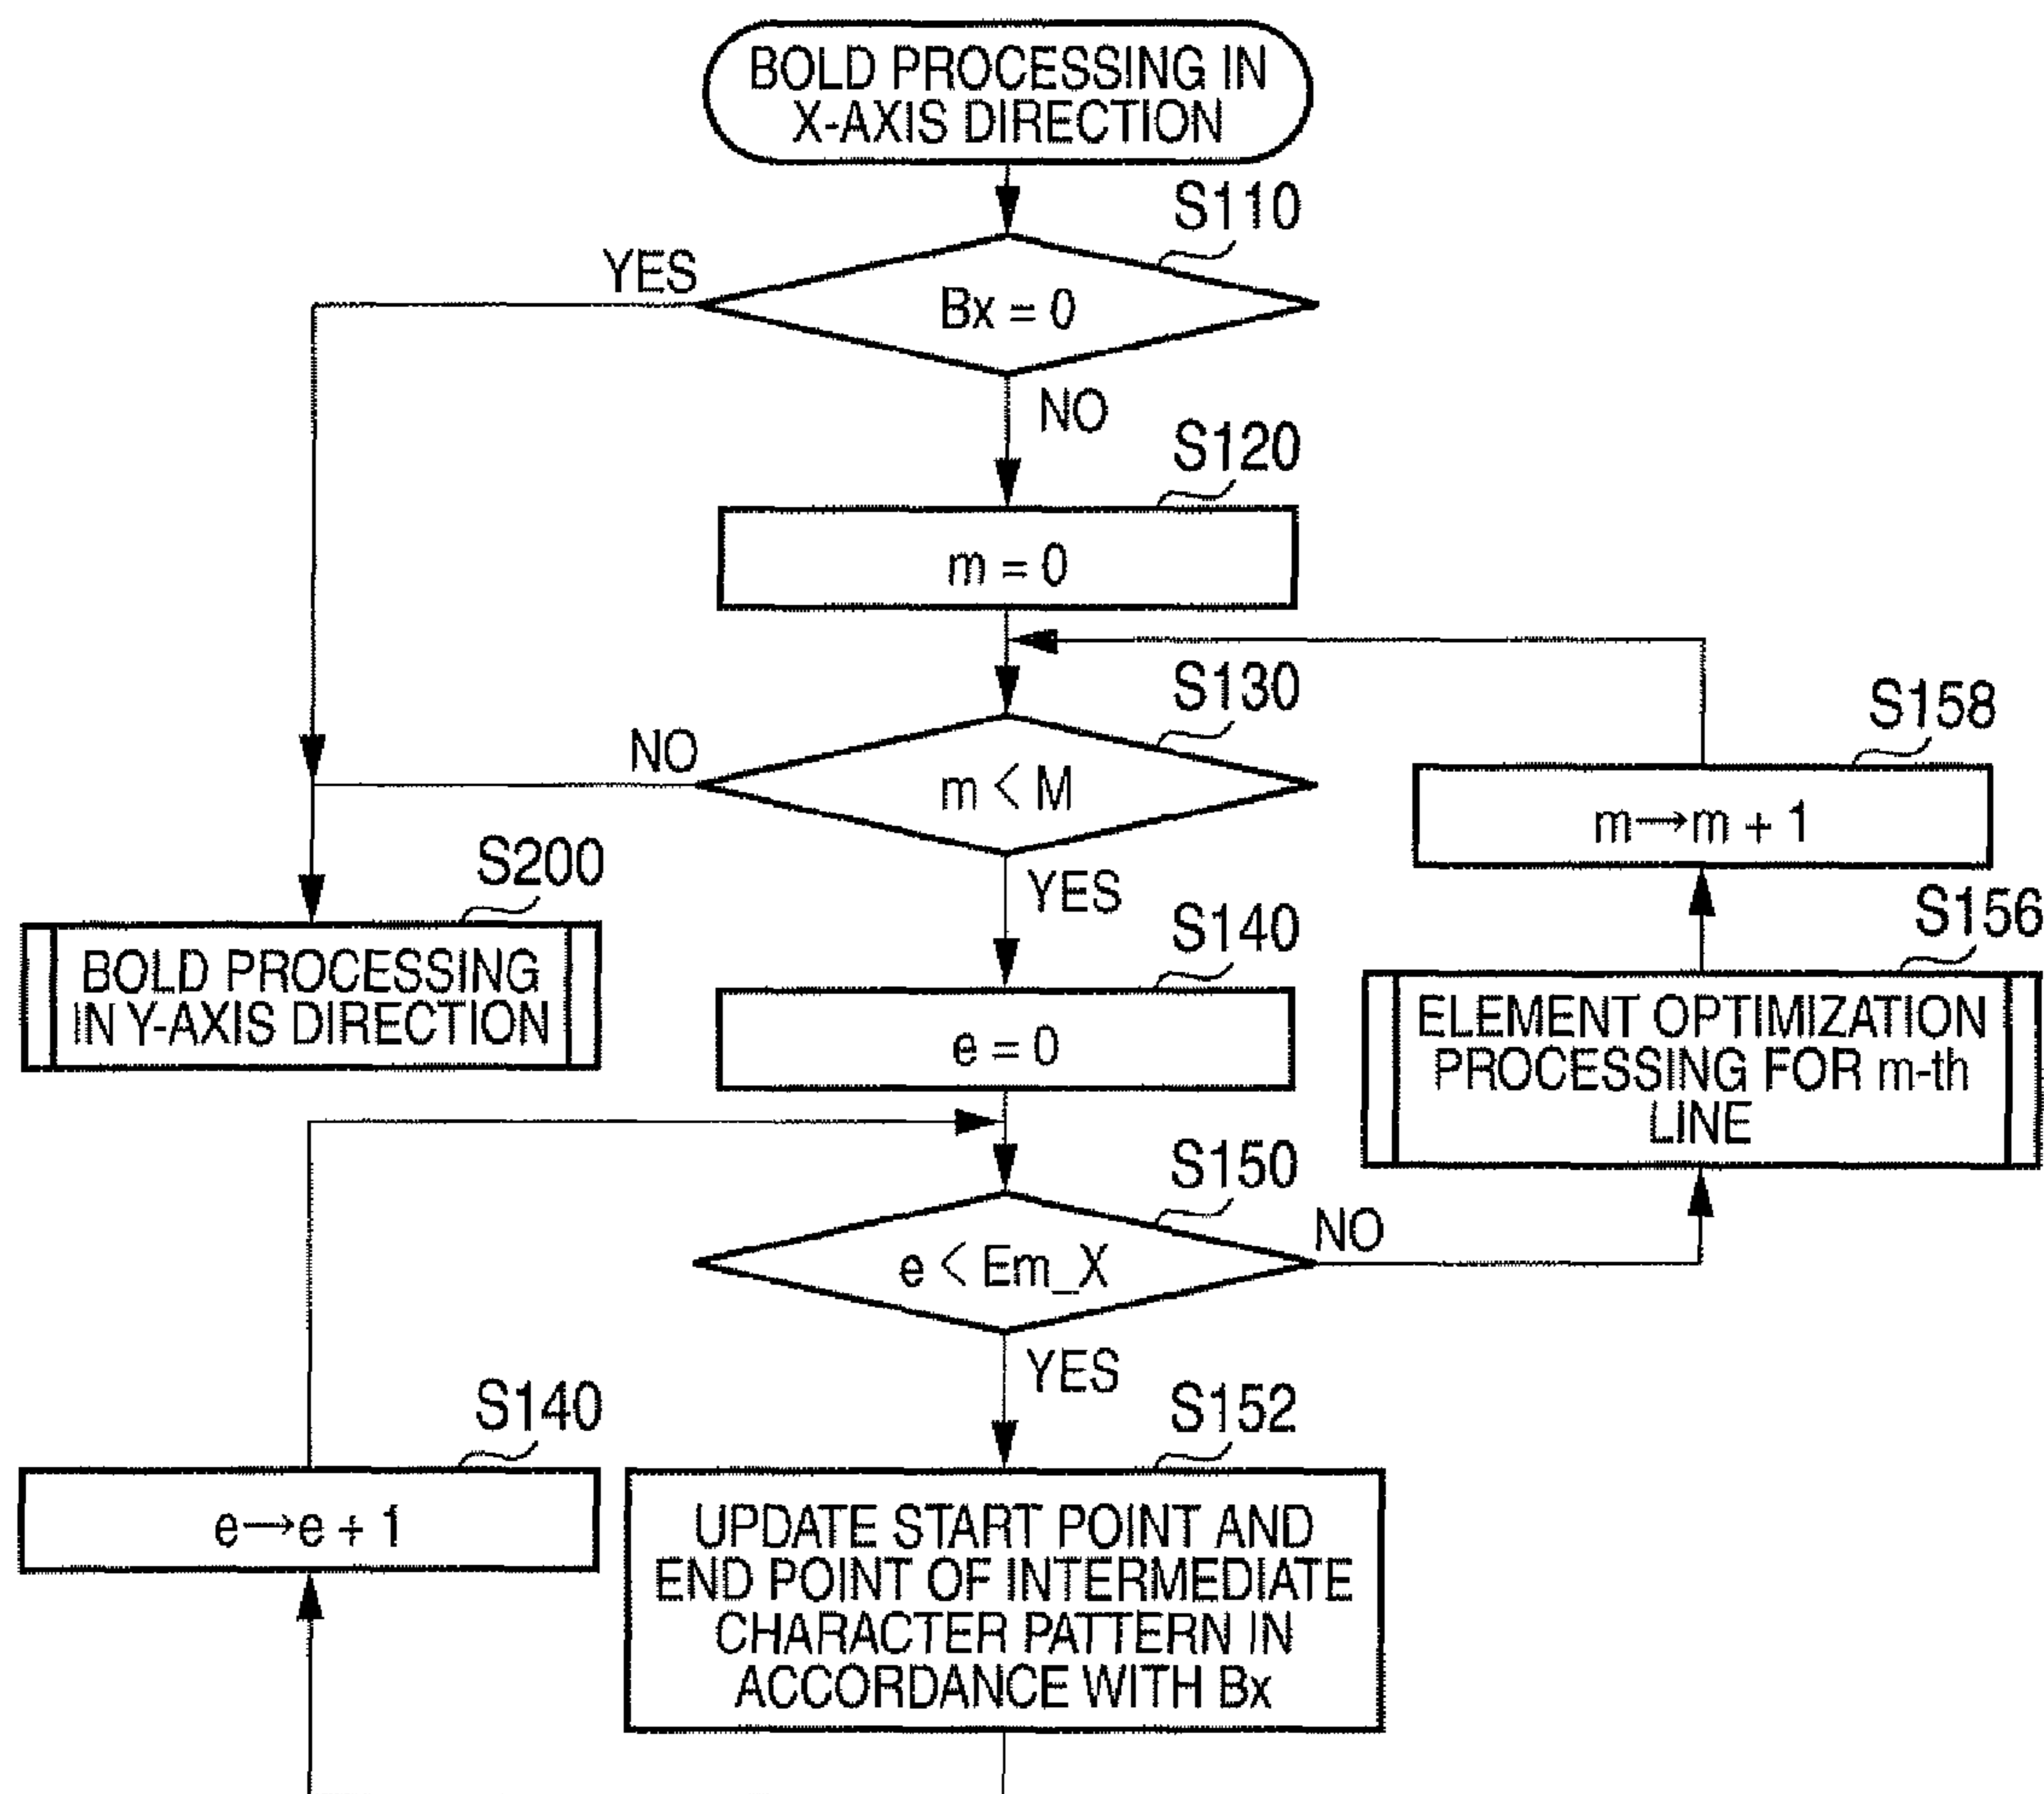 BOLD PROCESSING IN
X-AXIS DIRECTION
S110
YES
Bx = 0
NO
S120
m = 0
S130
NO
m < M
S158
m→m + 1
YES
S200
BOLD PROCESSING
IN Y-AXIS DIRECTION
S140
e = 0
S156
ELEMENT OPTIMIZATION
PROCESSING FOR m-th
LINE
S150
NO
e < Em_X
YES
S140
e→e + 1
S152
UPDATE START POINT AND
END POINT OF INTERMEDIATE
CHARACTER PATTERN IN
ACCORDANCE WITH Bx